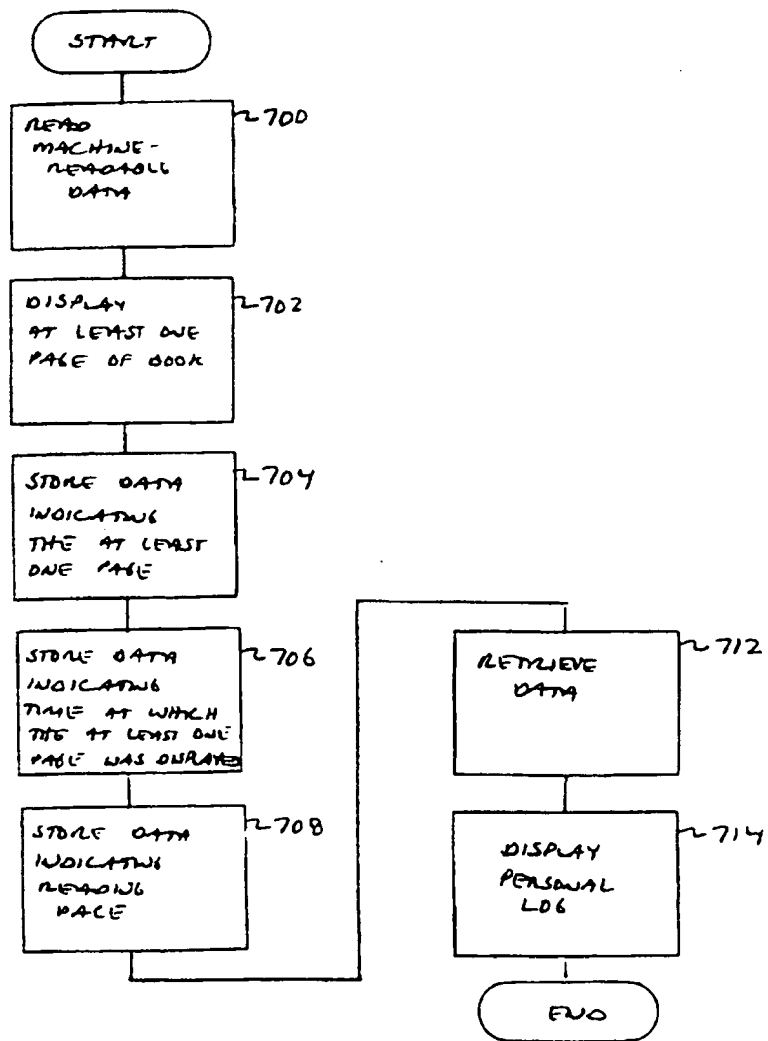 START
READ
MACHINE-
READABLE
DATA
700
DISPLAY
AT LEAST ONE
PAGE OF BOOK
702
STORE DATA
INDICATING
THE AT LEAST
ONE PAGE
704
STORE DATA
INDICATING
TIME AT WHICH
THE AT LEAST ONE
PAGE WAS DISPLAYED
706
STORE DATA
INDICATING
READING
PACE
708
RETRIEVE
DATA
712
DISPLAY
PERSONAL
LOG
714
END